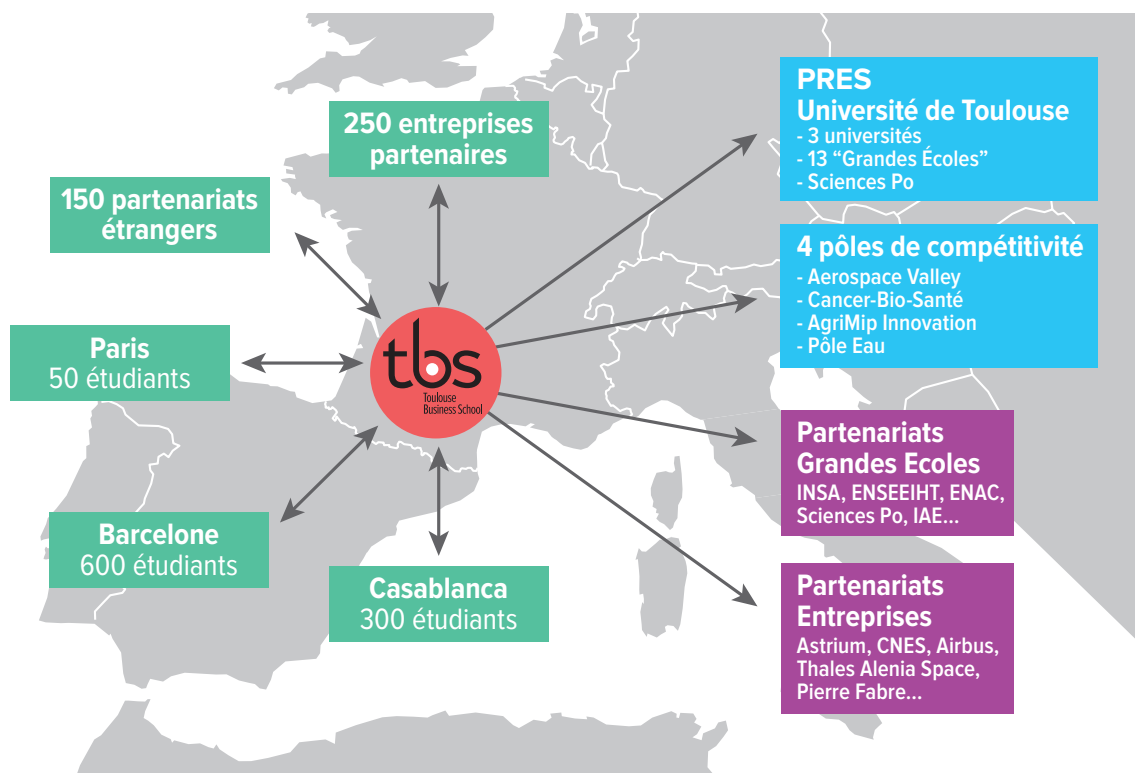 250 entreprises
partenaires
150 partenariats
étrangers
Paris
50 étudiants
Barcelone
600 étudiants
Casablanca
300 étudiants
tbs
Toulouse
Business School
PRES
Université de Toulouse
- 3 universités
- 13 “Grandes Écoles”
- Sciences Po
4 pôles de compétitivité
- Aerospace Valley
- Cancer-Bio-Santé
- AgriMip Innovation
- Pôle Eau
Partenariats
Grandes Ecoles
INSA, ENSEEIHT, ENAC,
Sciences Po, IAE...
Partenariats
Entreprises
Astrium, CNES, Airbus,
Thales Alenia Space,
Pierre Fabre...